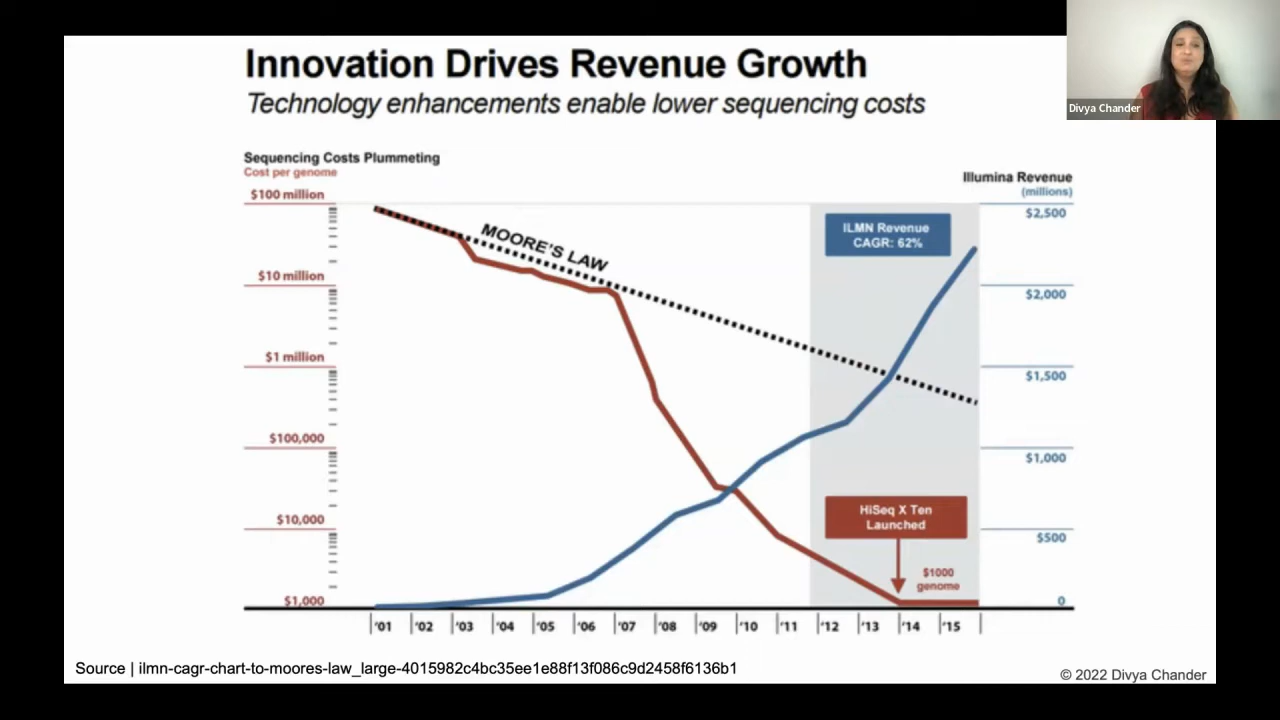 Innovation Drives Revenue Growth
Technology enhancements enable lower sequencing costs
Divya Chander
Sequencing Costs Plummeting
Cost per genome
Illumina Revenue
(millions)
$100 million
$10 million
$1 million
$100,000
$10,000
$1,000
MOORE'S LAW
ILMN Revenue
CAGR: 62%
HiSeq X Ten
Launched
$1000
genome
$2,500
$2,000
$1,500
$1,000
$500
0
'01 '02 '03 '04 '05 '06 '07 '08 '09 '10 '11 '12 '13 '14 '15
Source | ilmn-cagr-chart-to-moores-law_large-4015982c4bc35ee1e88f13f086c9d2458f6136b1
© 2022 Divya Chander